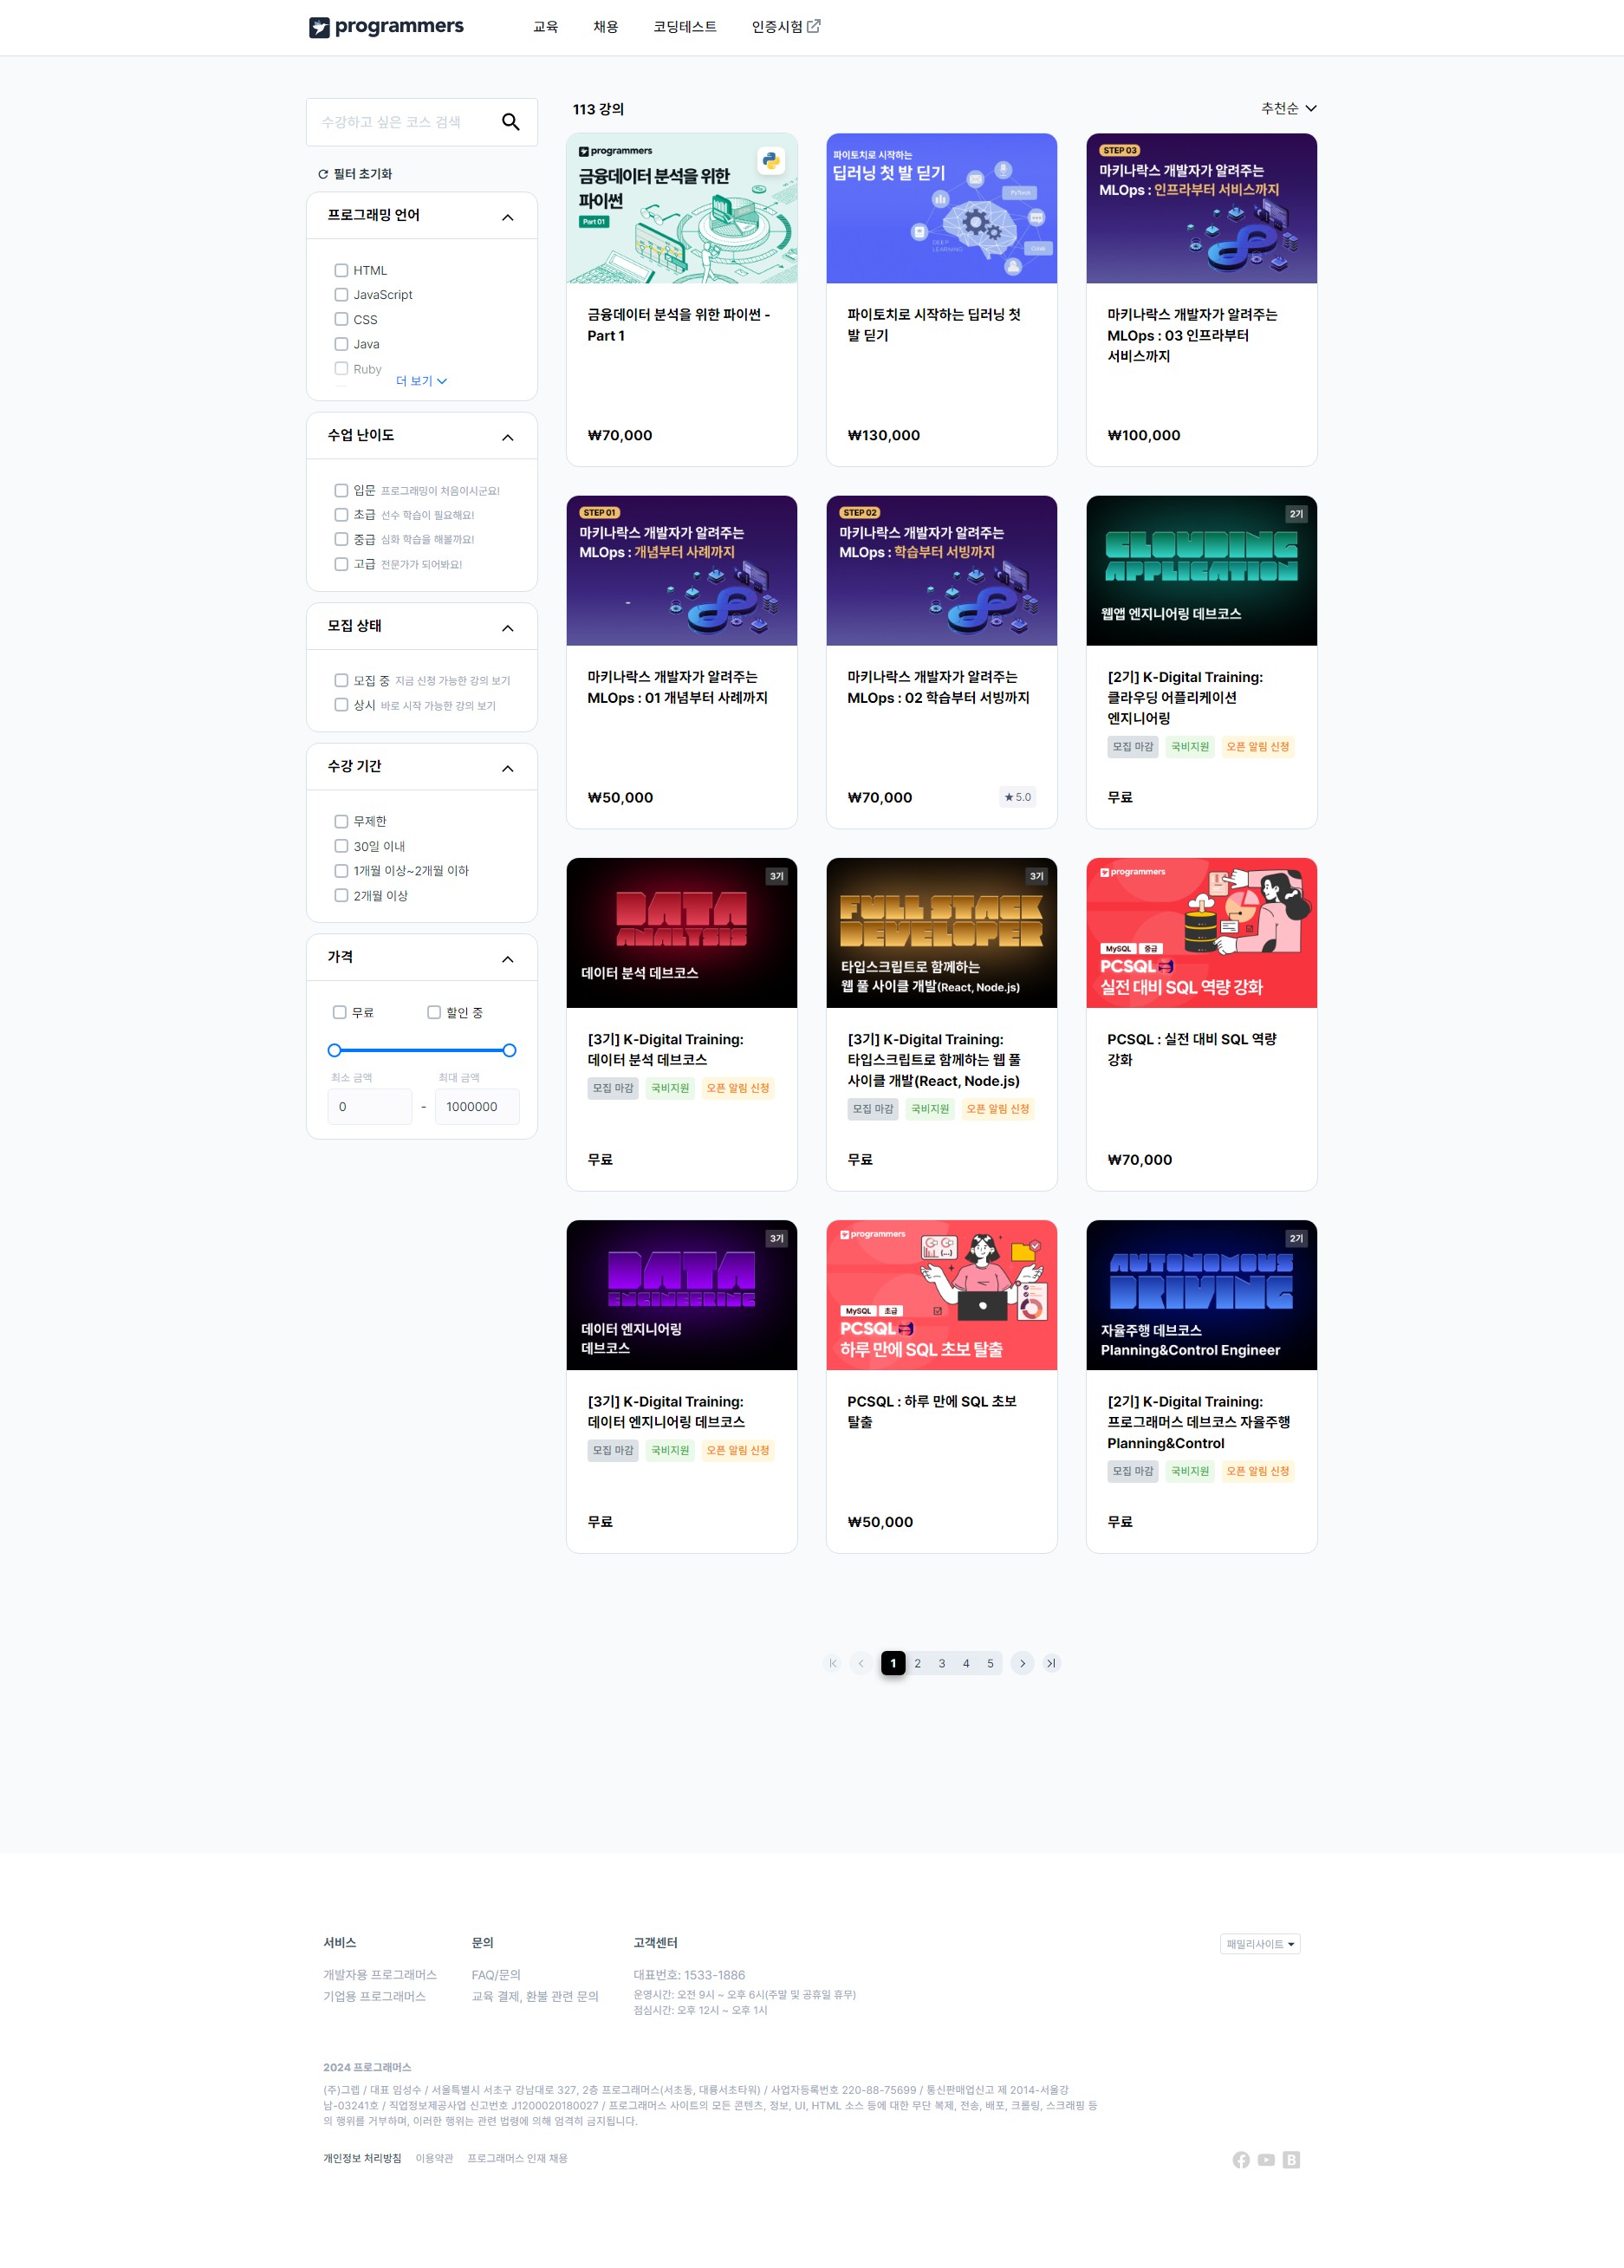 programmers
교육
채용
코딩테스트
인증시험
수강하고 싶은 코스 검색
필터 초기화
프로그래밍 언어
HTML
JavaScript
CSS
Java
Ruby
더 보기
수업 난이도
입문 프로그래밍이 처음이시군요!
초급 선수 학습이 필요해요!
중급 심화 학습을 해볼까요!
고급 전문가가 되어봐요!
모집 상태
모집 중 지금 신청 가능한 강의 보기
상시 바로 시작 가능한 강의 보기
수강 기간
무제한
30일 이내
1개월 이상~2개월 이하
2개월 이상
가격
무료
할인 중
최소 금액
최대 금액
0 - 1000000
113 강의
추천순
programmers
금융데이터 분석을 위한
파이썬
Part 01
금융데이터 분석을 위한 파이썬 -
Part 1
₩70,000
파이토치로 시작하는
딥러닝 첫 발 딛기
PyTorch
DEEP
LEARNING
파이토치로 시작하는 딥러닝 첫
발 딛기
₩130,000
STEP 03
마키나락스 개발자가 알려주는
MLOps : 인프라부터 서비스까지
마키나락스 개발자가 알려주는
MLOps : 03 인프라부터
서비스까지
₩100,000
STEP 01
마키나락스 개발자가 알려주는
MLOps : 개념부터 사례까지
마키나락스 개발자가 알려주는
MLOps : 01 개념부터 사례까지
₩50,000
STEP 02
마키나락스 개발자가 알려주는
MLOps : 학습부터 서빙까지
마키나락스 개발자가 알려주는
MLOps : 02 학습부터 서빙까지
₩70,000
★ 5.0
2기
CLOUDING
APPLICATION
웹앱 엔지니어링 데브코스
[2기] K-Digital Training:
클라우딩 어플리케이션
엔지니어링
모집 마감 국비지원 오픈 알림 신청
무료
3기
DATA
ANALYSIS
데이터 분석 데브코스
[3기] K-Digital Training:
데이터 분석 데브코스
모집 마감 국비지원 오픈 알림 신청
무료
3기
FULL STACK
DEVELOPER
타입스크립트로 함께하는
웹 풀 사이클 개발(React, Node.js)
[3기] K-Digital Training:
타입스크립트로 함께하는 웹 풀
사이클 개발(React, Node.js)
모집 마감 국비지원 오픈 알림 신청
무료
programmers
MySQL 중급
PCSQL
실전 대비 SQL 역량 강화
PCSQL : 실전 대비 SQL 역량
강화
₩70,000
3기
DATA
ENGINEERING
데이터 엔지니어링
데브코스
[3기] K-Digital Training:
데이터 엔지니어링 데브코스
모집 마감 국비지원 오픈 알림 신청
무료
programmers
MySQL 초급
PCSQL
하루 만에 SQL 초보 탈출
PCSQL : 하루 만에 SQL 초보
탈출
₩50,000
2기
AUTONOMOUS
DRIVING
자율주행 데브코스
Planning&Control Engineer
[2기] K-Digital Training:
프로그래머스 데브코스 자율주행
Planning&Control
모집 마감 국비지원 오픈 알림 신청
무료
1 2 3 4 5
서비스
개발자용 프로그래머스
기업용 프로그래머스
문의
FAQ/문의
교육 결제, 환불 관련 문의
고객센터
대표번호: 1533-1886
운영시간: 오전 9시 ~ 오후 6시(주말 및 공휴일 휴무)
점심시간: 오후 12시 ~ 오후 1시
패밀리사이트
2024 프로그래머스
(주)그렙 / 대표 임성수 / 서울특별시 서초구 강남대로 327, 2층 프로그래머스(서초동, 대륭서초타워) / 사업자등록번호 220-88-75699 / 통신판매업신고 제 2014-서울강
남-03241호 / 직업정보제공사업 신고번호 J1200020180027 / 프로그래머스 사이트의 모든 콘텐츠, 정보, UI, HTML 소스 등에 대한 무단 복제, 전송, 배포, 크롤링, 스크래핑 등
의 행위를 거부하며, 이러한 행위는 관련 법령에 의해 엄격히 금지됩니다.
개인정보 처리방침
이용약관
프로그래머스 인재 채용